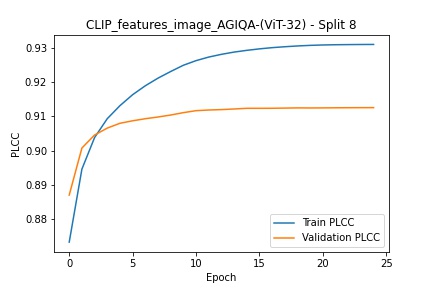 CLIP_features_image_AGIQA-(ViT-32) - Split 8
0.93
0.92
0.91
0.90
0.89
0.88
PLCC
Train PLCC
Validation PLCC
0 5 10 15 20 25
Epoch